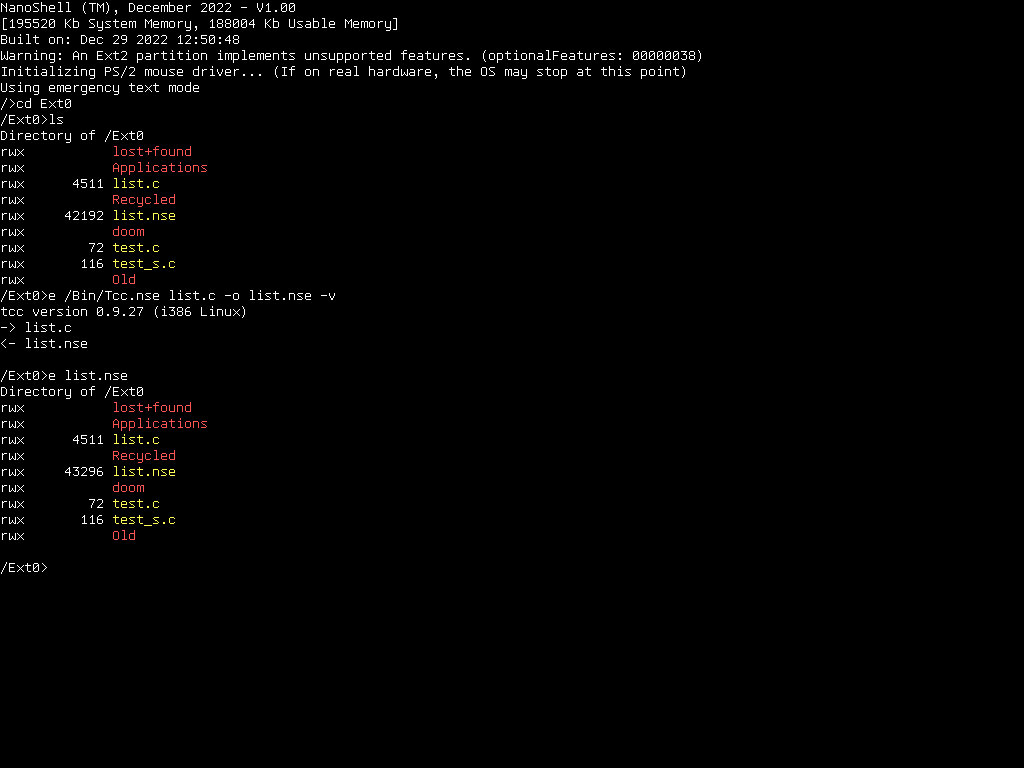 NanoShell (TM), December 2022 - V1.00
[195520 Kb System Memory, 188004 Kb Usable Memory]
Built on: Dec 29 2022 12:50:48
Warning: An Ext2 partition implements unsupported features. (optionalFeatures: 00000038)
Initializing PS/2 mouse driver... (If on real hardware, the OS may stop at this point)
Using emergency text mode
/>cd Ext0
/Ext0>ls
Directory of /Ext0
rwx           lost+found
rwx           Applications
rwx      4511 list.c
rwx           Recycled
rwx     42192 list.nse
rwx           doom
rwx        72 test.c
rwx       116 test_s.c
rwx           Old
/Ext0>e /Bin/Tcc.nse list.c -o list.nse -v
tcc version 0.9.27 (i386 Linux)
-> list.c
<- list.nse
/Ext0>e list.nse
Directory of /Ext0
rwx           lost+found
rwx           Applications
rwx      4511 list.c
rwx           Recycled
rwx     43296 list.nse
rwx           doom
rwx        72 test.c
rwx       116 test_s.c
rwx           Old
/Ext0>